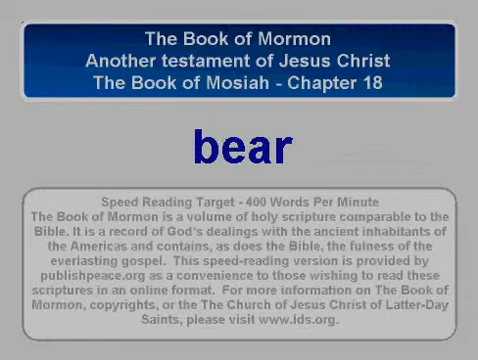 The Book of Mormon
Another testament of Jesus Christ
The Book of Mosiah - Chapter 18
bear
Speed Reading Target - 400 Words Per Minute
The Book of Mormon is a volume of holy scripture comparable to the
Bible. It is a record of God's dealings with the ancient inhabitants of
the Americas and contains, as does the Bible, the fulness of the
everlasting gospel. This speed-reading version is provided by
publishpeace.org as a convenience to those wishing to read these
scriptures in an online format. For more information on The Book of
Mormon, copyrights, or the The Church of Jesus Christ of Latter-Day
Saints, please visit www.lds.org.